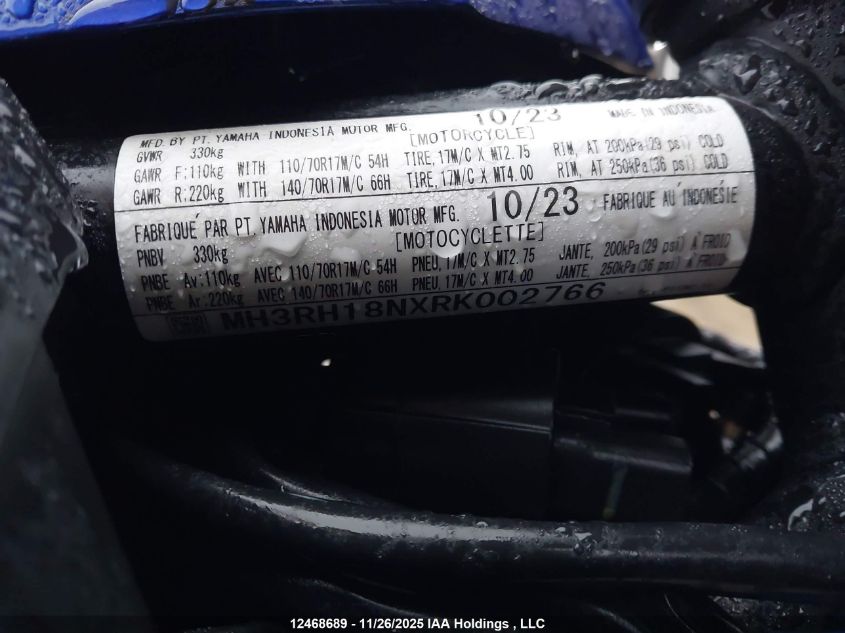 MFD. BY PT. YAMAHA INDONESIA MOTOR MFG. 10/23 MADE IN INDONESIA
GVWR 330kg [MOTORCYCLE]
GAWR F:110kg WITH 110/70R17M/C 54H TIRE, 17M/C X MT2.75 RIM, AT 200kPa(29 psi) COLD
GAWR R:220kg WITH 140/70R17M/C 66H TIRE, 17M/C X MT4.00 RIM, AT 250kPa(36 psi) COLD
FABRIQUÉ PAR PT. YAMAHA INDONESIA MOTOR MFG. 10/23 FABRIQUE AU INDONÉSIE
PNBV 330kg [MOTOCYCLETTE]
PNBE Av:110kg AVEC 110/70R17M/C 54H PNEU, 17M/C X MT2.75 JANTE, 200kPa(29 psi) À FROID
PNBE Ar:220kg AVEC 140/70R17M/C 66H PNEU, 17M/C X MT4.00 JANTE, 250kPa(36 psi) À FROID
MH3RH18NXRK002766
12468689 - 11/26/2025 IAA Holdings , LLC